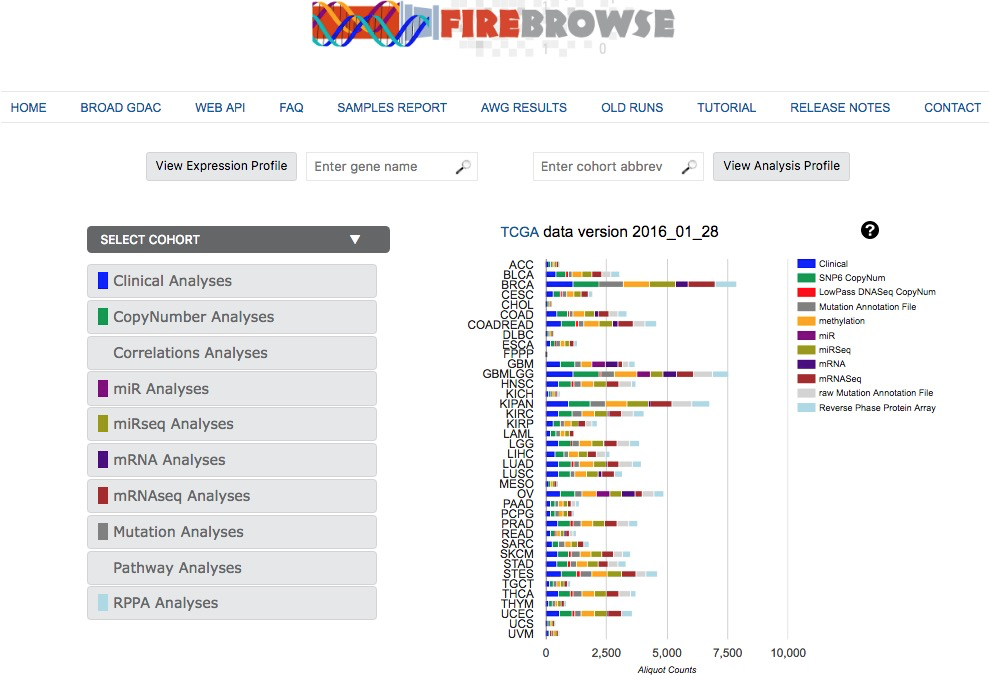 FIREBROWSE
1 0
HOME BROAD GDAC WEB API FAQ SAMPLES REPORT AWG RESULTS OLD RUNS TUTORIAL RELEASE NOTES CONTACT
View Expression Profile Enter gene name Enter cohort abbrev View Analysis Profile
SELECT COHORT ▼
Clinical Analyses
CopyNumber Analyses
Correlations Analyses
miR Analyses
miRseq Analyses
mRNA Analyses
mRNAseq Analyses
Mutation Analyses
Pathway Analyses
RPPA Analyses
TCGA data version 2016_01_28 ?
ACC
BLCA
BRCA
CESC
CHOL
COAD
COADREAD
DLBC
ESCA
FPPP
GBM
GBMLGG
HNSC
KICH
KIPAN
KIRC
KIRP
LAML
LGG
LIHC
LUAD
LUSC
MESO
OV
PAAD
PCPG
PRAD
READ
SARC
SKCM
STAD
STES
TGCT
THCA
THYM
UCEC
UCS
UVM
0 2,500 5,000 7,500 10,000
Aliquot Counts
Clinical
SNP6 CopyNum
LowPass DNASeq CopyNum
Mutation Annotation File
methylation
miR
miRSeq
mRNA
mRNASeq
raw Mutation Annotation File
Reverse Phase Protein Array